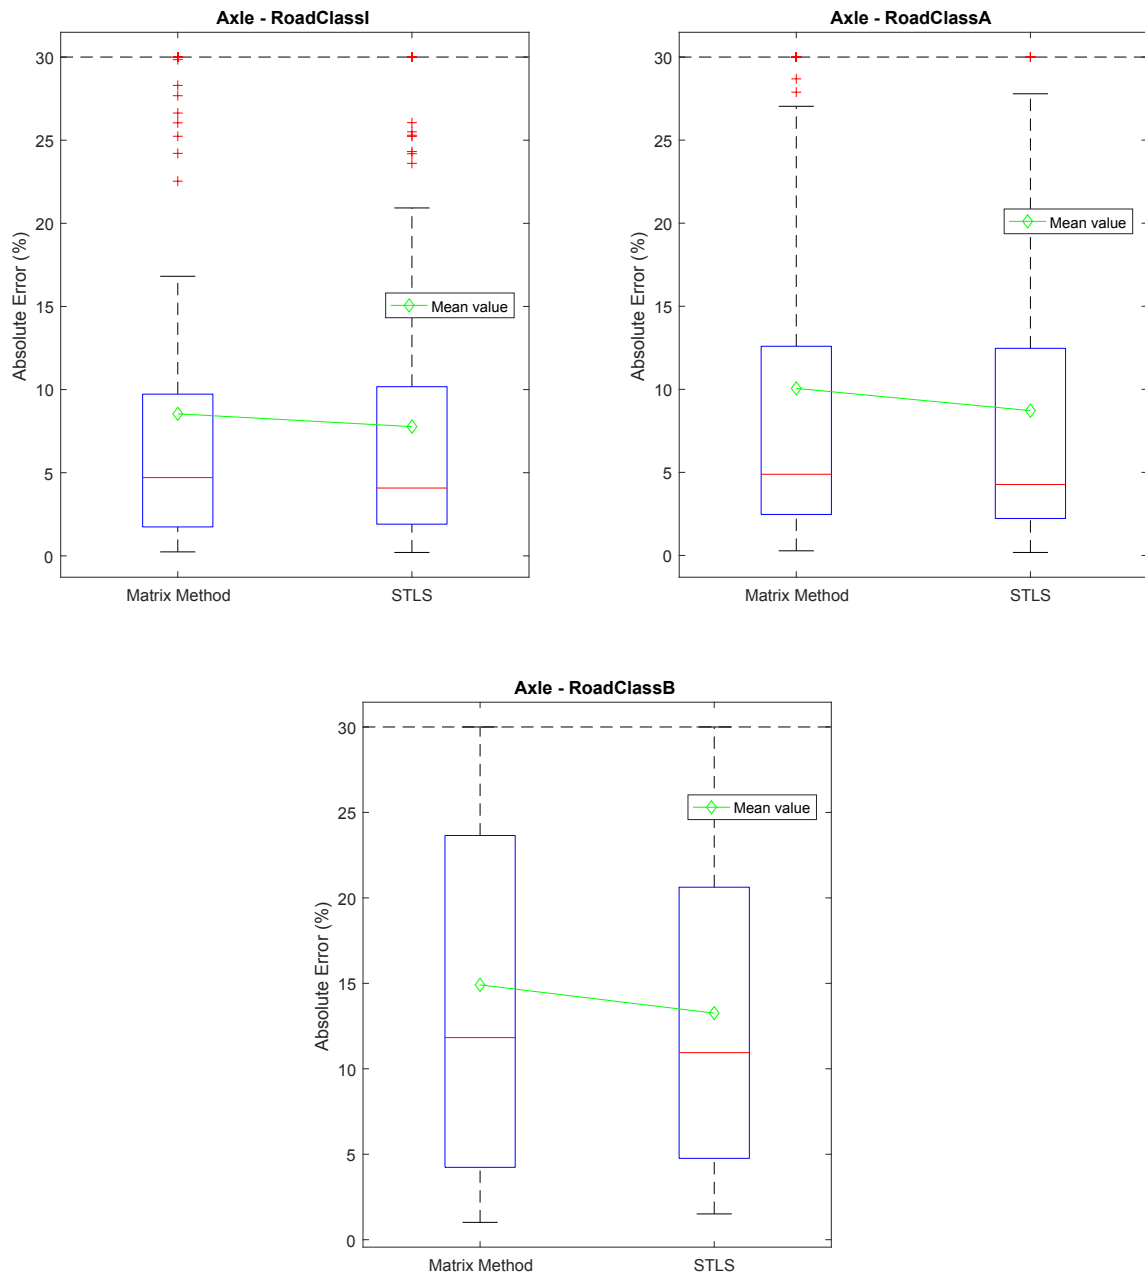 Axle - RoadClassI
30
25
20
15
10
5
0
Absolute Error (%)
Mean value
Matrix Method
STLS
Axle - RoadClassA
30
25
20
15
10
5
0
Absolute Error (%)
Mean value
Matrix Method
STLS
Axle - RoadClassB
30
25
20
15
10
5
0
Absolute Error (%)
Mean value
Matrix Method
STLS